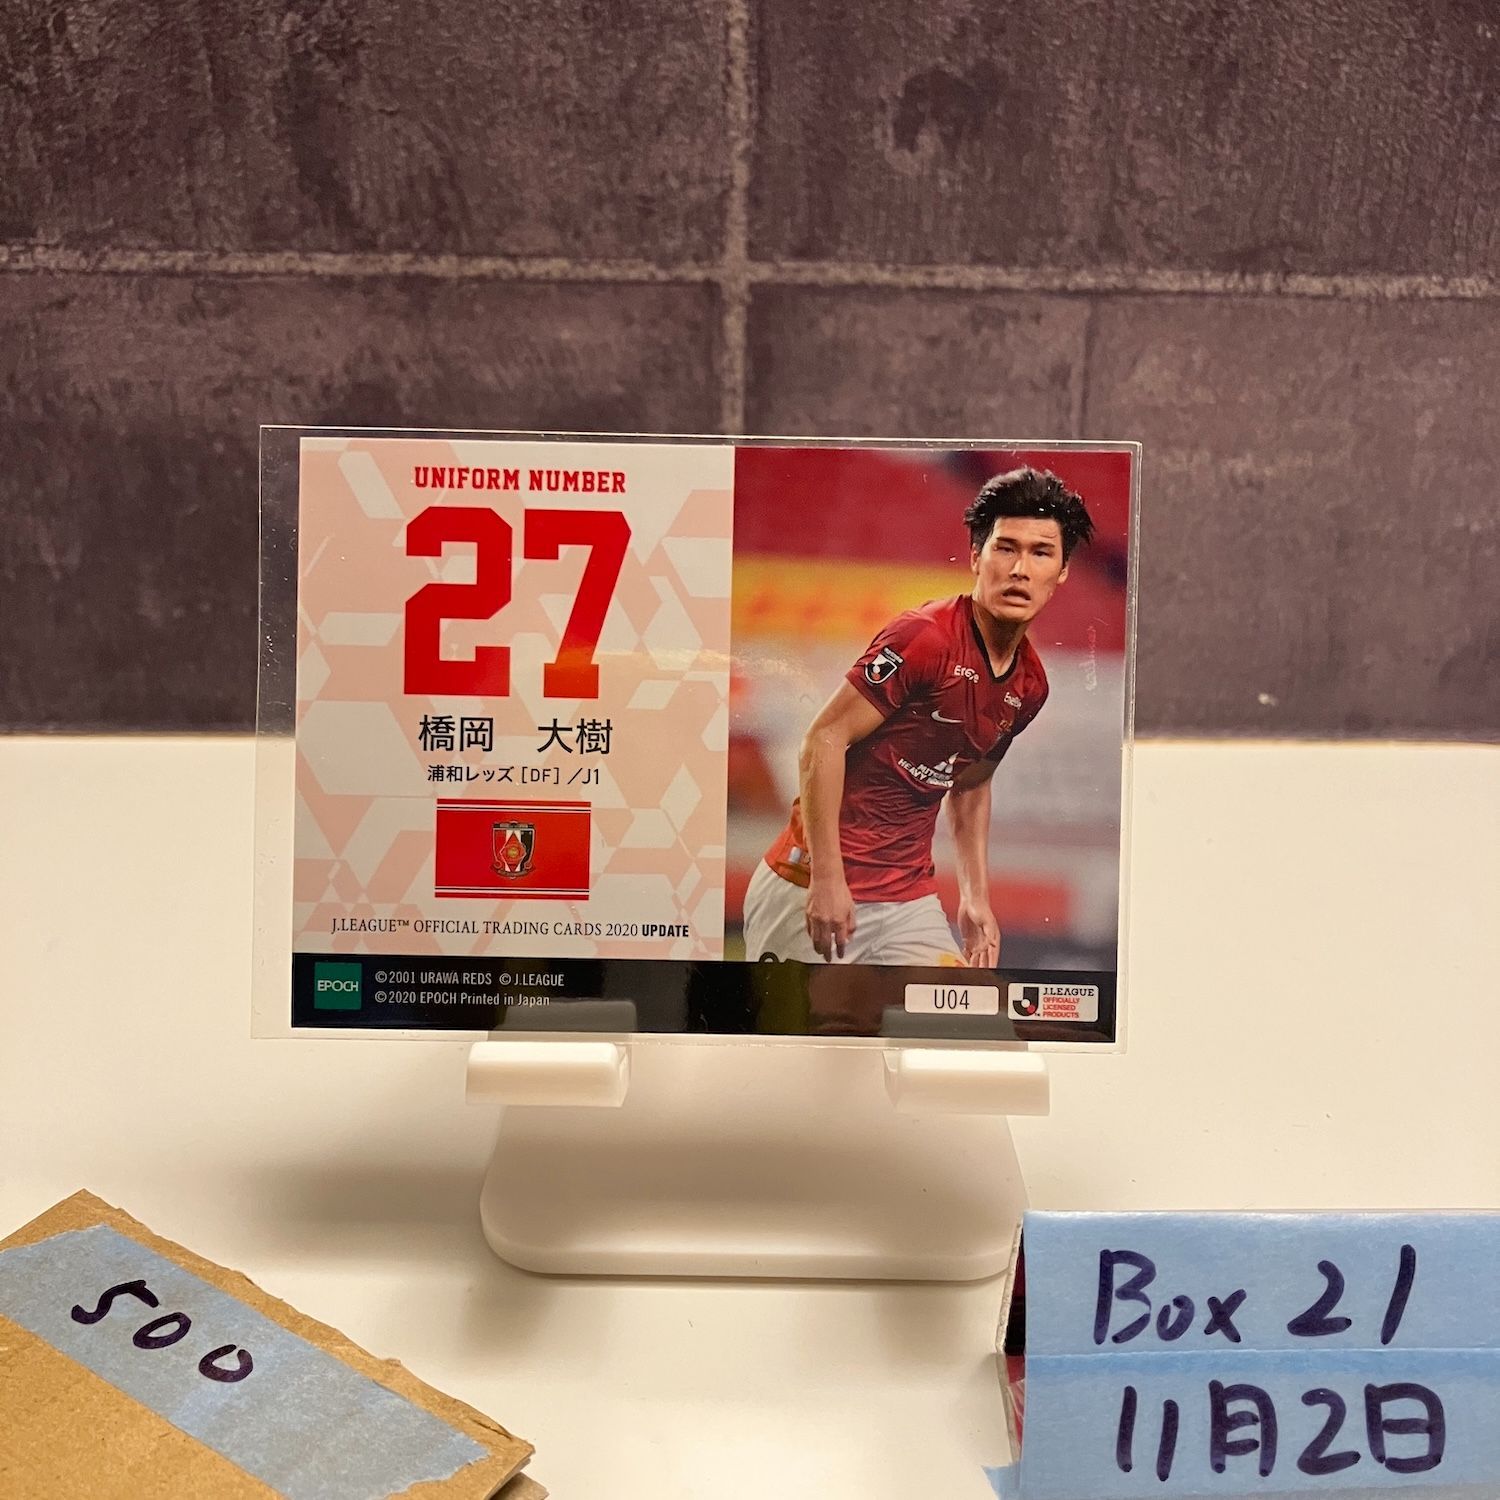 UNIFORM NUMBER
27
橋岡　大樹
浦和レッズ [DF] ／J1
J.LEAGUE™ OFFICIAL TRADING CARDS 2020 UPDATE
EPOCH
©2001 URAWA REDS ©J.LEAGUE
©2020 EPOCH Printed in Japan
U04
J.LEAGUE
OFFICIALLY
LICENSED
PRODUCTS
500
Box 21
11月2日